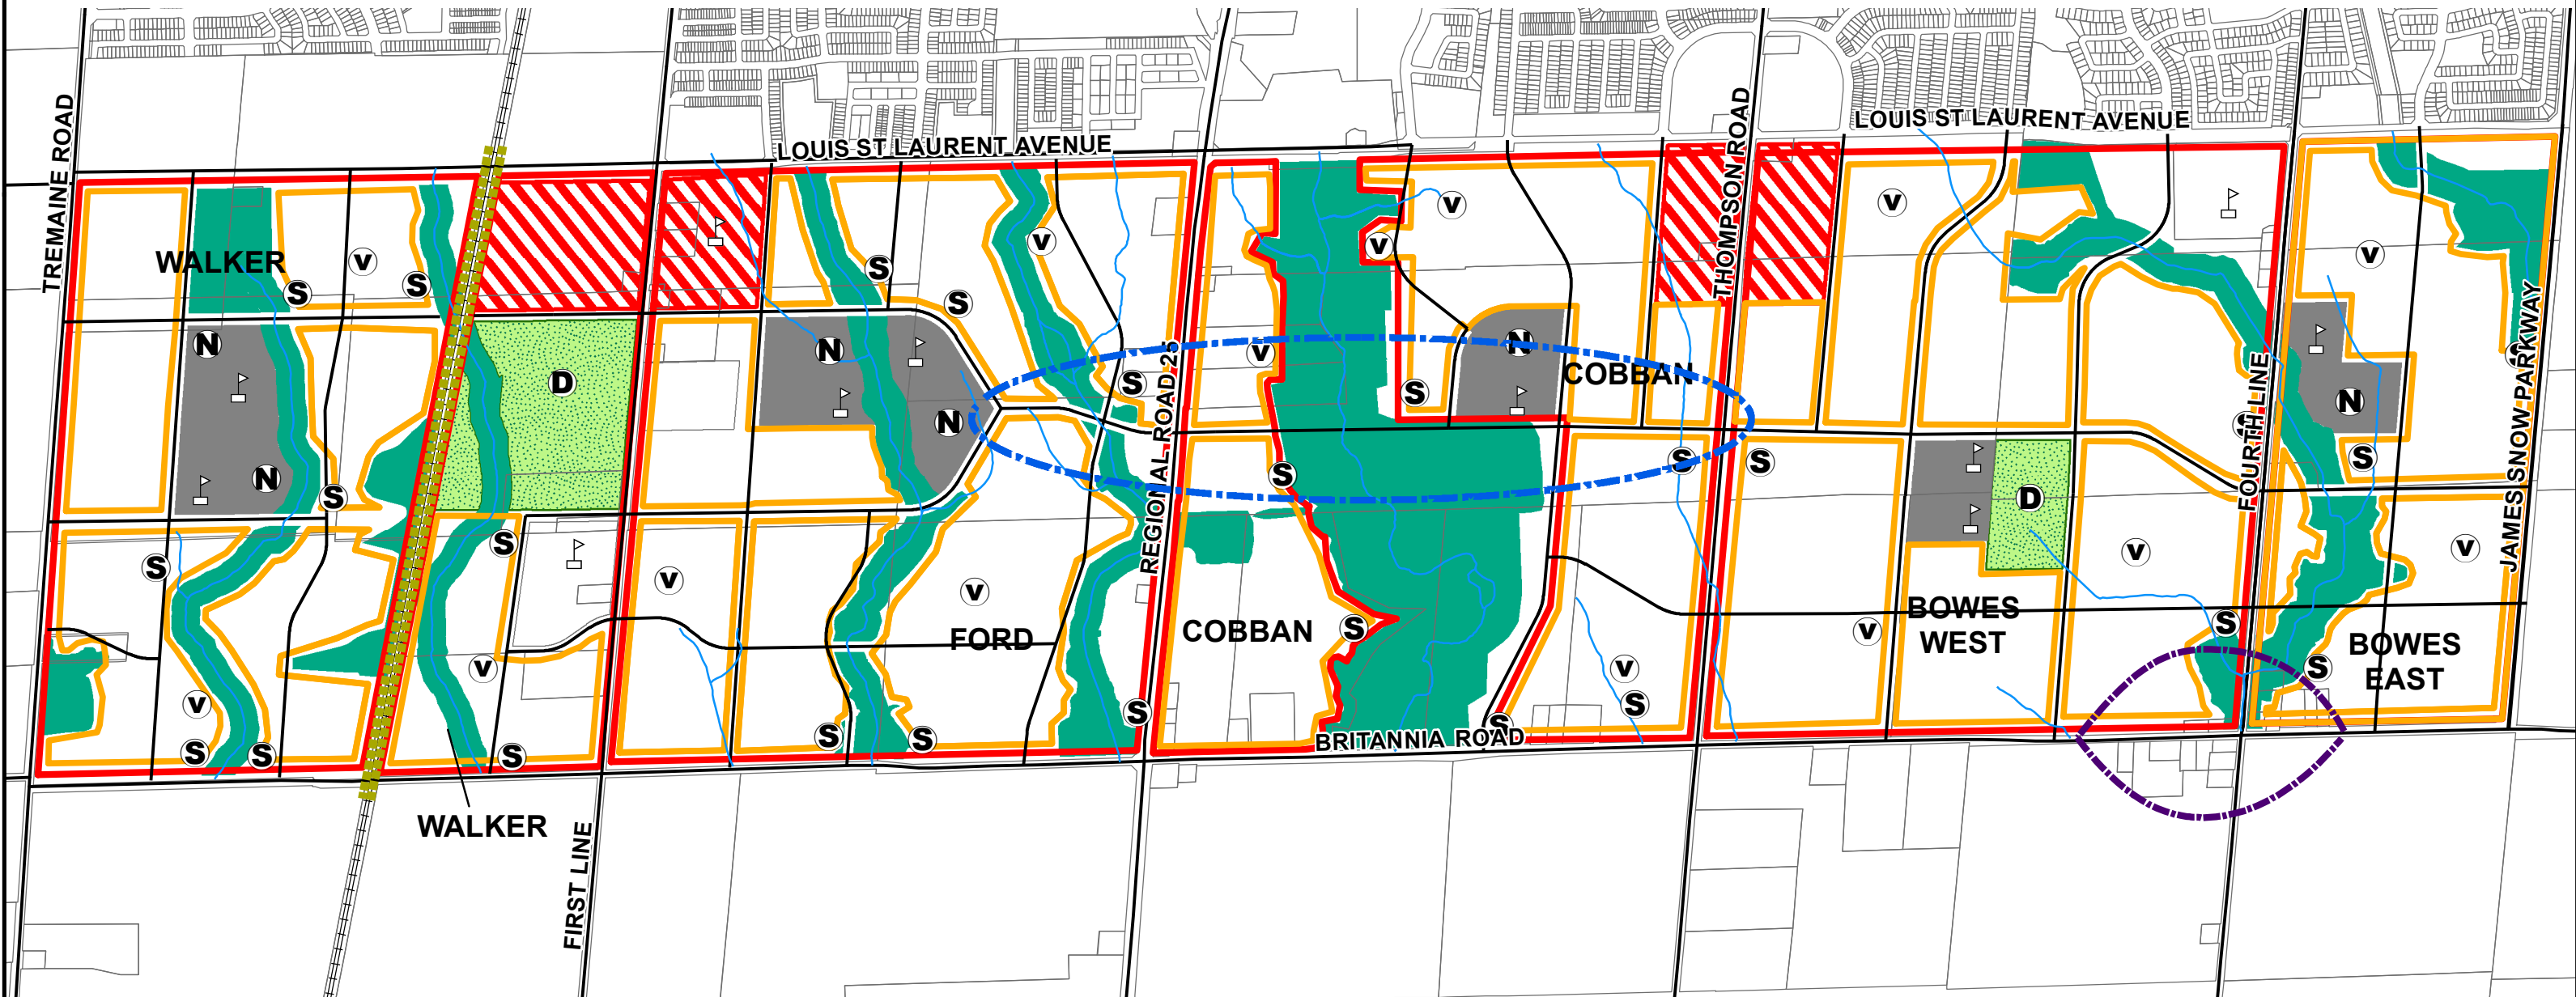 LOUIS ST LAURENT AVENUE
LOUIS ST LAURENT AVENUE
TREMAINE ROAD
THOMPSON ROAD
V
V
S
V
V
WALKER
V
V
S
S
S
S
JAMES SNOW PARKWAY
N
N
N
V
REGIONAL ROAD 25
COBBAN
FOURTH LINE
D
S
S
N
N
N
S
S
S
S
S
D
S
S
V
V
S
V
V
FORD
COBBAN
S
BOWES
WEST
V
S
BOWES
EAST
V
V
V
S
S
S
S
S
S
S
S
S
BRITANNIA ROAD
WALKER
FIRST LINE